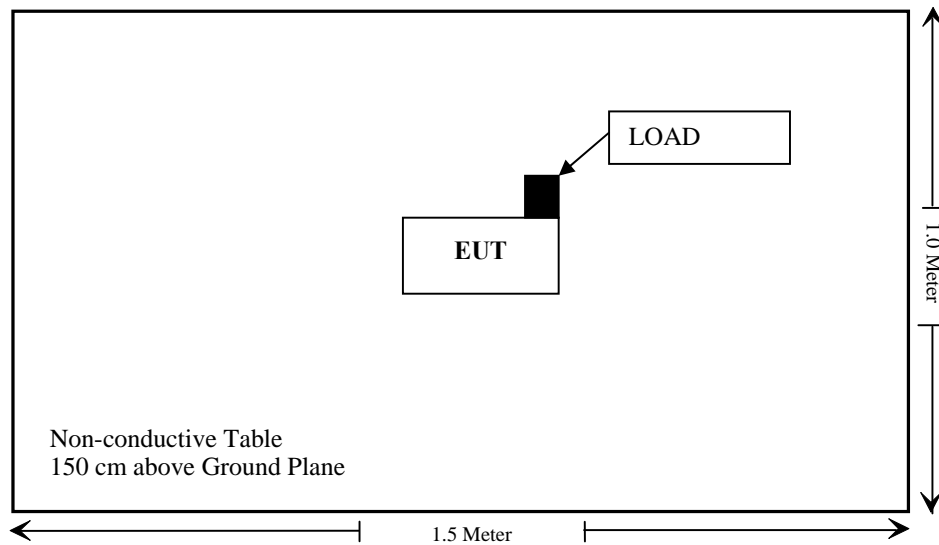 LOAD
EUT
1.0 Meter
Non-conductive Table
150 cm above Ground Plane
1.5 Meter